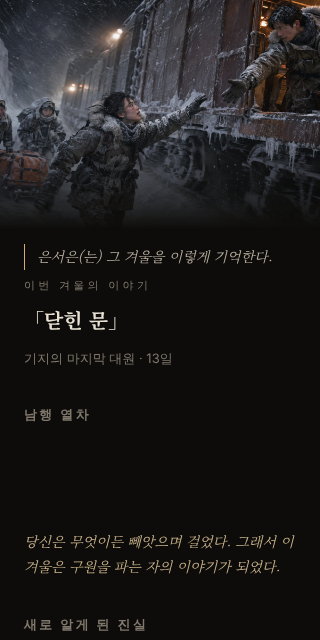 은서은(는) 그 겨울을 이렇게 기억한다.
이번 겨울의 이야기
「닫힌 문」
기지의 마지막 대원 · 13일
남행 열차
당신은 무엇이든 빼앗으며 걸었다. 그래서 이
겨울은 구원을 파는 자의 이야기가 되었다.
새로 알게 된 진실